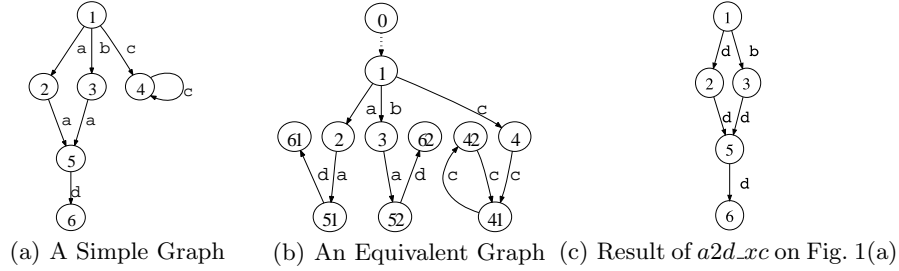 1
a b c
2 3 4 c
a a
5
d
6
(a) A Simple Graph
0
1
a b c
61 2 3 62 42 4
d a a d c c c
51 52 41
(b) An Equivalent Graph
1
d b
2 3
d d
5
d
6
(c) Result of a2d_xc on Fig. 1(a)